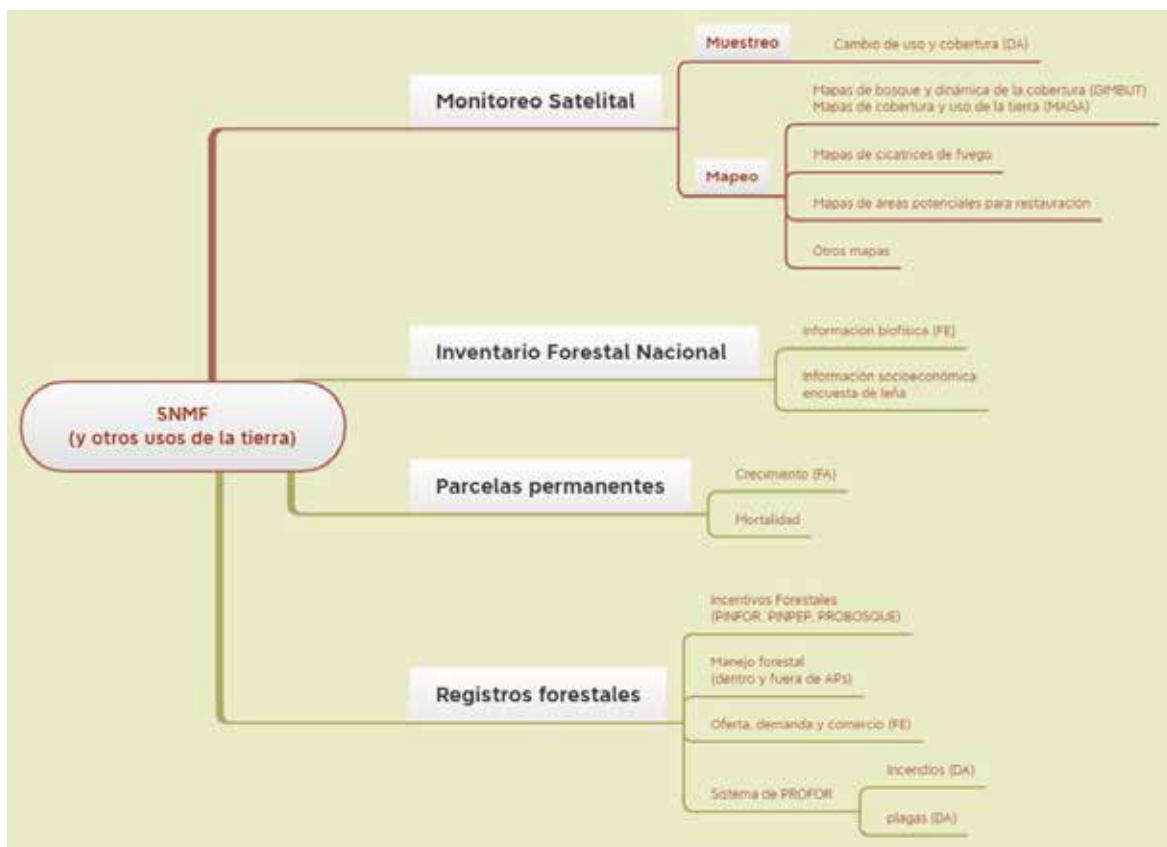 Muestreo
Cambio de uso y cobertura (DA)
Monitoreo Satelital
Mapas de bosque y dinámica de la cobertura (GIMBUT)
Mapas de cobertura y uso de la tierra (MAGA)
Mapas de cicatrices de fuego
Mapeo
Mapas de áreas potenciales para restauración
Otros mapas
Inventario Forestal Nacional
Información biofísica (FE)
Información socioeconómica
encuesta de leña
SNMF
(y otros usos de la tierra)
Parcelas permanentes
Crecimiento (FA)
Mortalidad
Registros forestales
Incentivos Forestales
(PINFOR, PINPEP, PROBOSQUE)
Manejo forestal
(dentro y fuera de APs)
Oferta, demanda y comercio (FE)
Sistema de PROFOR
Incendios (DA)
plagas (DA)